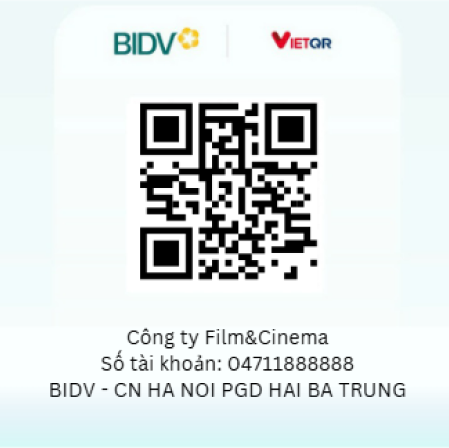 BIDV VIETQR
Công ty Film&Cinema
Số tài khoản: 04711888888
BIDV - CN HA NOI PGD HAI BA TRUNG